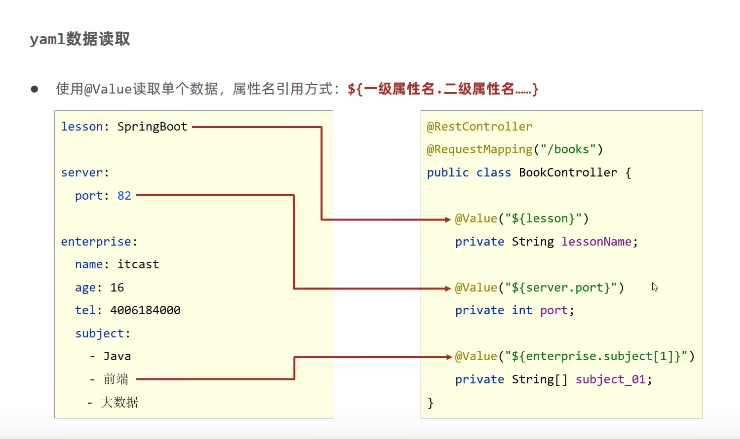 yaml数据读取
● 使用@Value读取单个数据，属性名引用方式：${一级属性名.二级属性名……}
lesson: SpringBoot
server:
port: 82
enterprise:
name: itcast
age: 16
tel: 4006184000
subject:
- Java
- 前端
- 大数据
@RestController
@RequestMapping("/books")
public class BookController {
@Value("${lesson}")
private String lessonName;
@Value("${server.port}")
private int port;
@Value("${enterprise.subject[1]}")
private String[] subject_01;
}